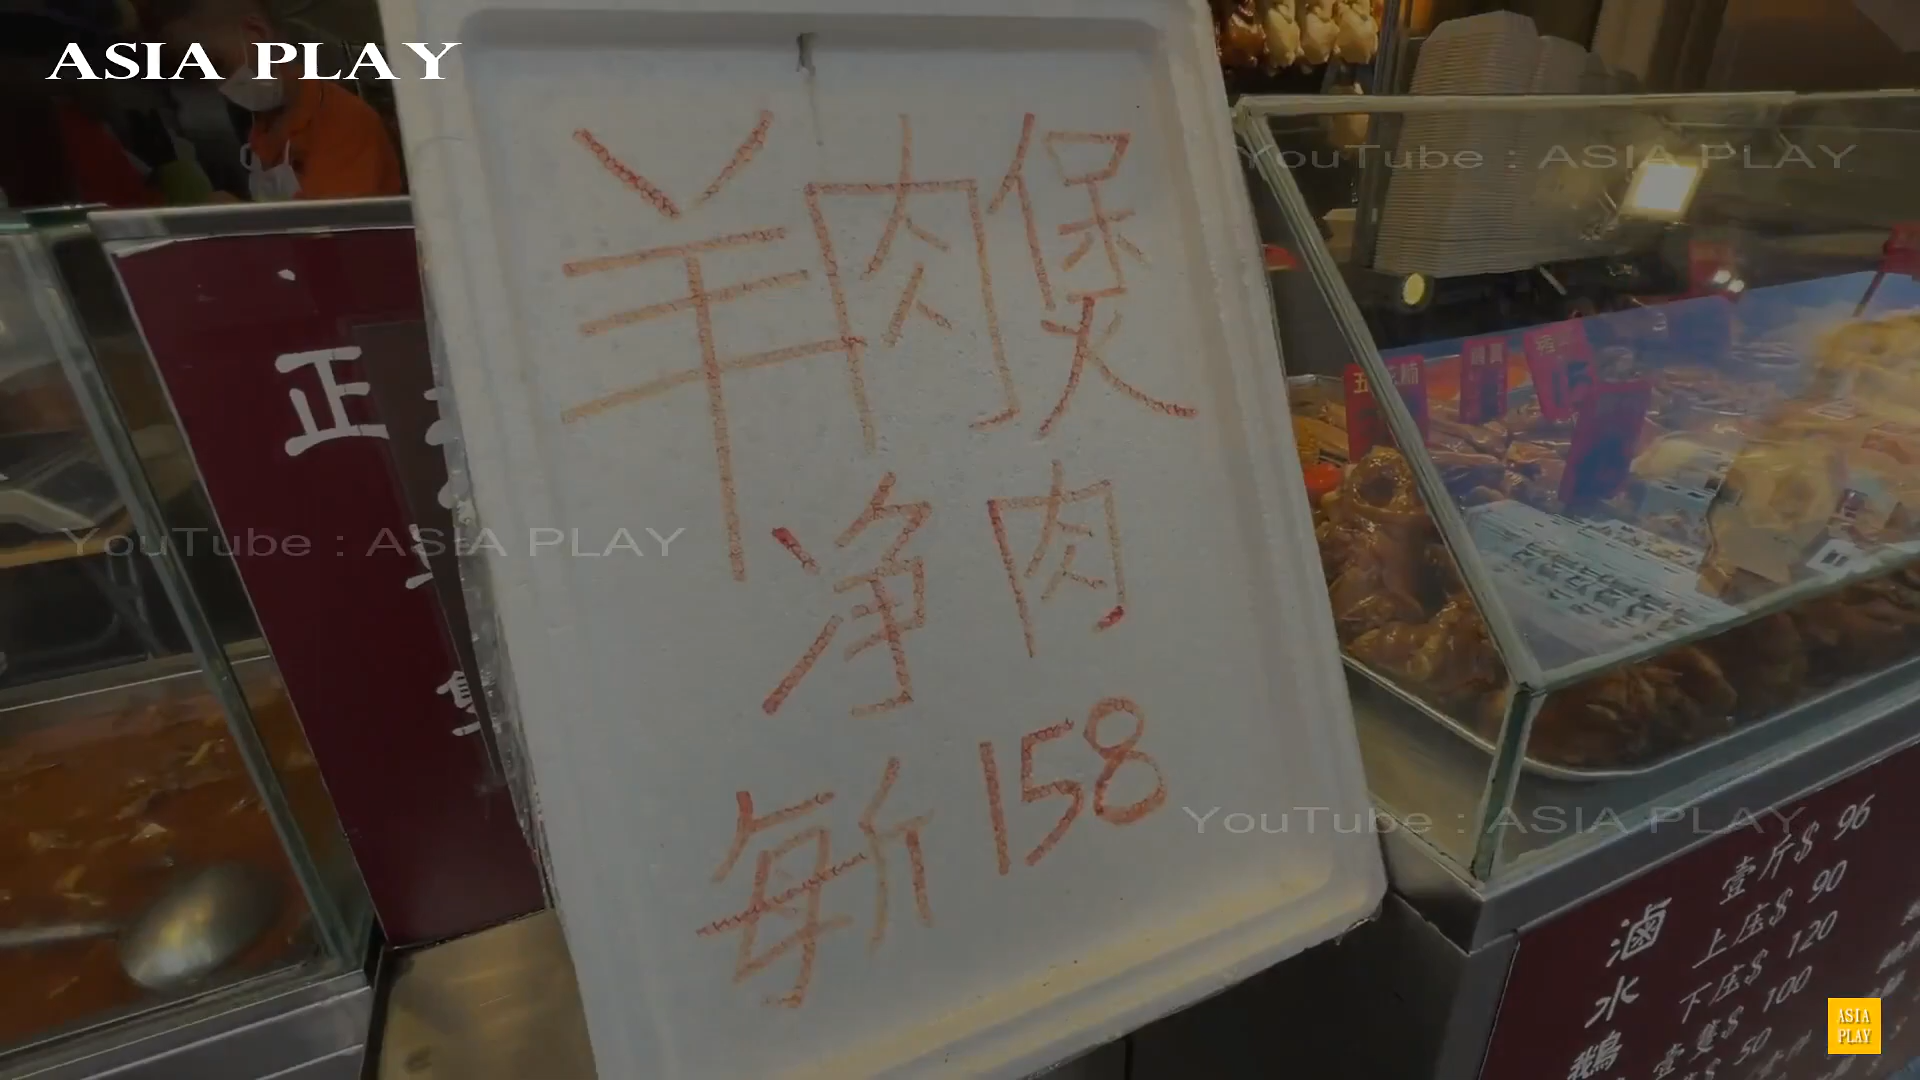 ASIA PLAY
羊肉煲
净肉
每斤158
正
隻
YouTube : ASIA PLAY
YouTube : ASIA PLAY
YouTube : ASIA PLAY
滷水鵝
壹斤$ 96
上庄$ 90
下庄$ 120
壹隻$ 100
$ 50
ASIA
PLAY